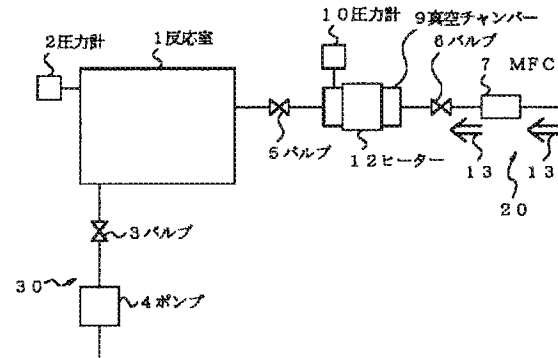 10圧力計
9真空チャンバー
2圧力計
1反応室
6バルブ
7 MFC
5バルブ
12ヒーター
13
13
20
3バルブ
30
4ポンプ